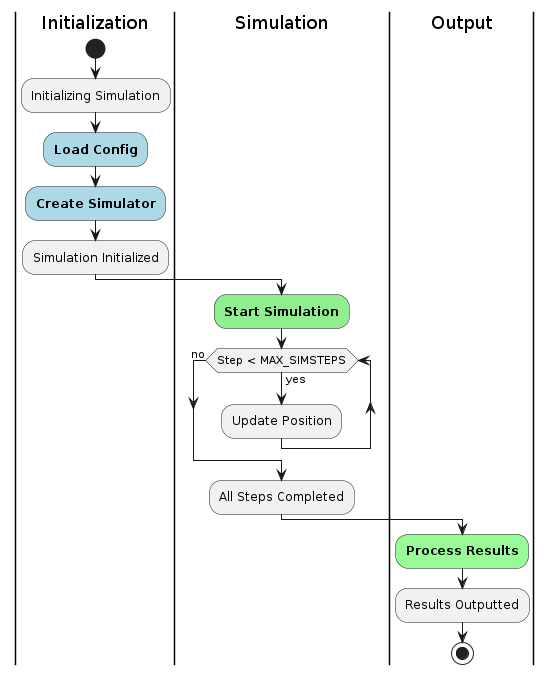 Initialization
Simulation
Output
Initializing Simulation
Load Config
Create Simulator
Simulation Initialized
Start Simulation
no
Step < MAX_SIMSTEPS
yes
Update Position
All Steps Completed
Process Results
Results Outputted